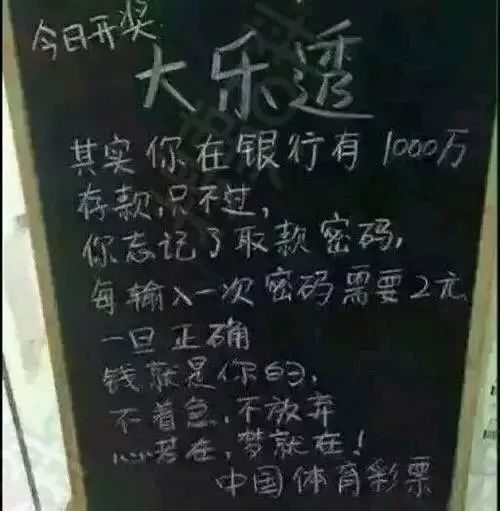 今日开奖
大乐透
其实你在银行有1000万
存款,只不过,
你忘记了取款密码,
每输入一次密码需要2元
一旦正确
钱就是你的,
不着急,不放弃
心若在,梦就在!
中国体育彩票